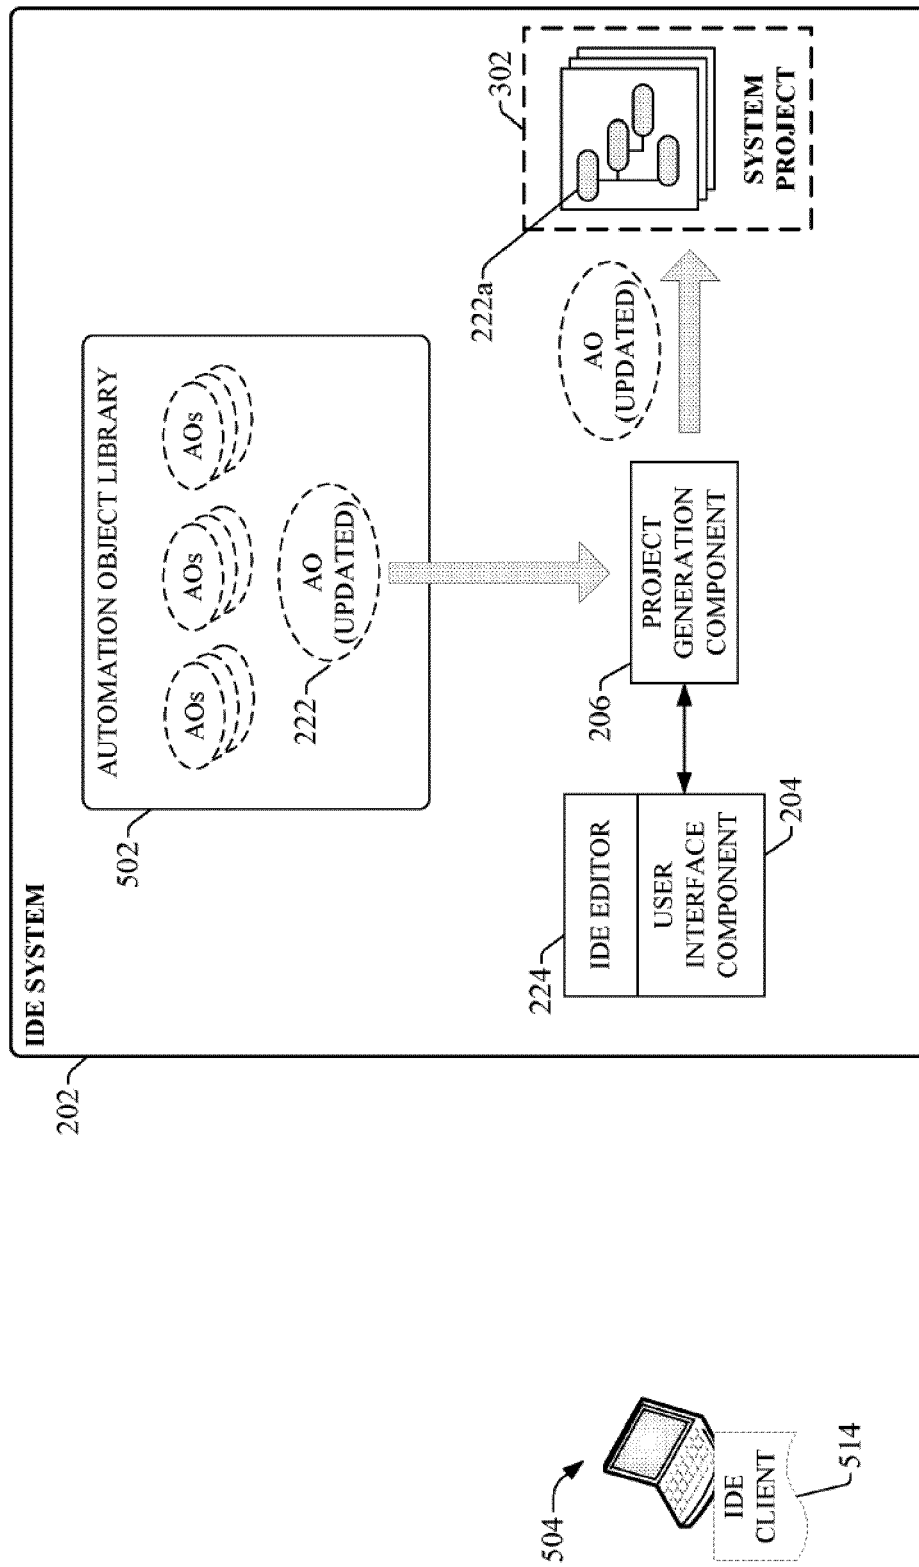 IDE SYSTEM
202
502
AUTOMATION OBJECT LIBRARY
AOs
AOs
AOs
222
AO
(UPDATED)
504
IDE
CLIENT
514
224
IDE EDITOR
USER
INTERFACE
COMPONENT
204
206
PROJECT
GENERATION
COMPONENT
AO
(UPDATED)
222a
302
SYSTEM
PROJECT